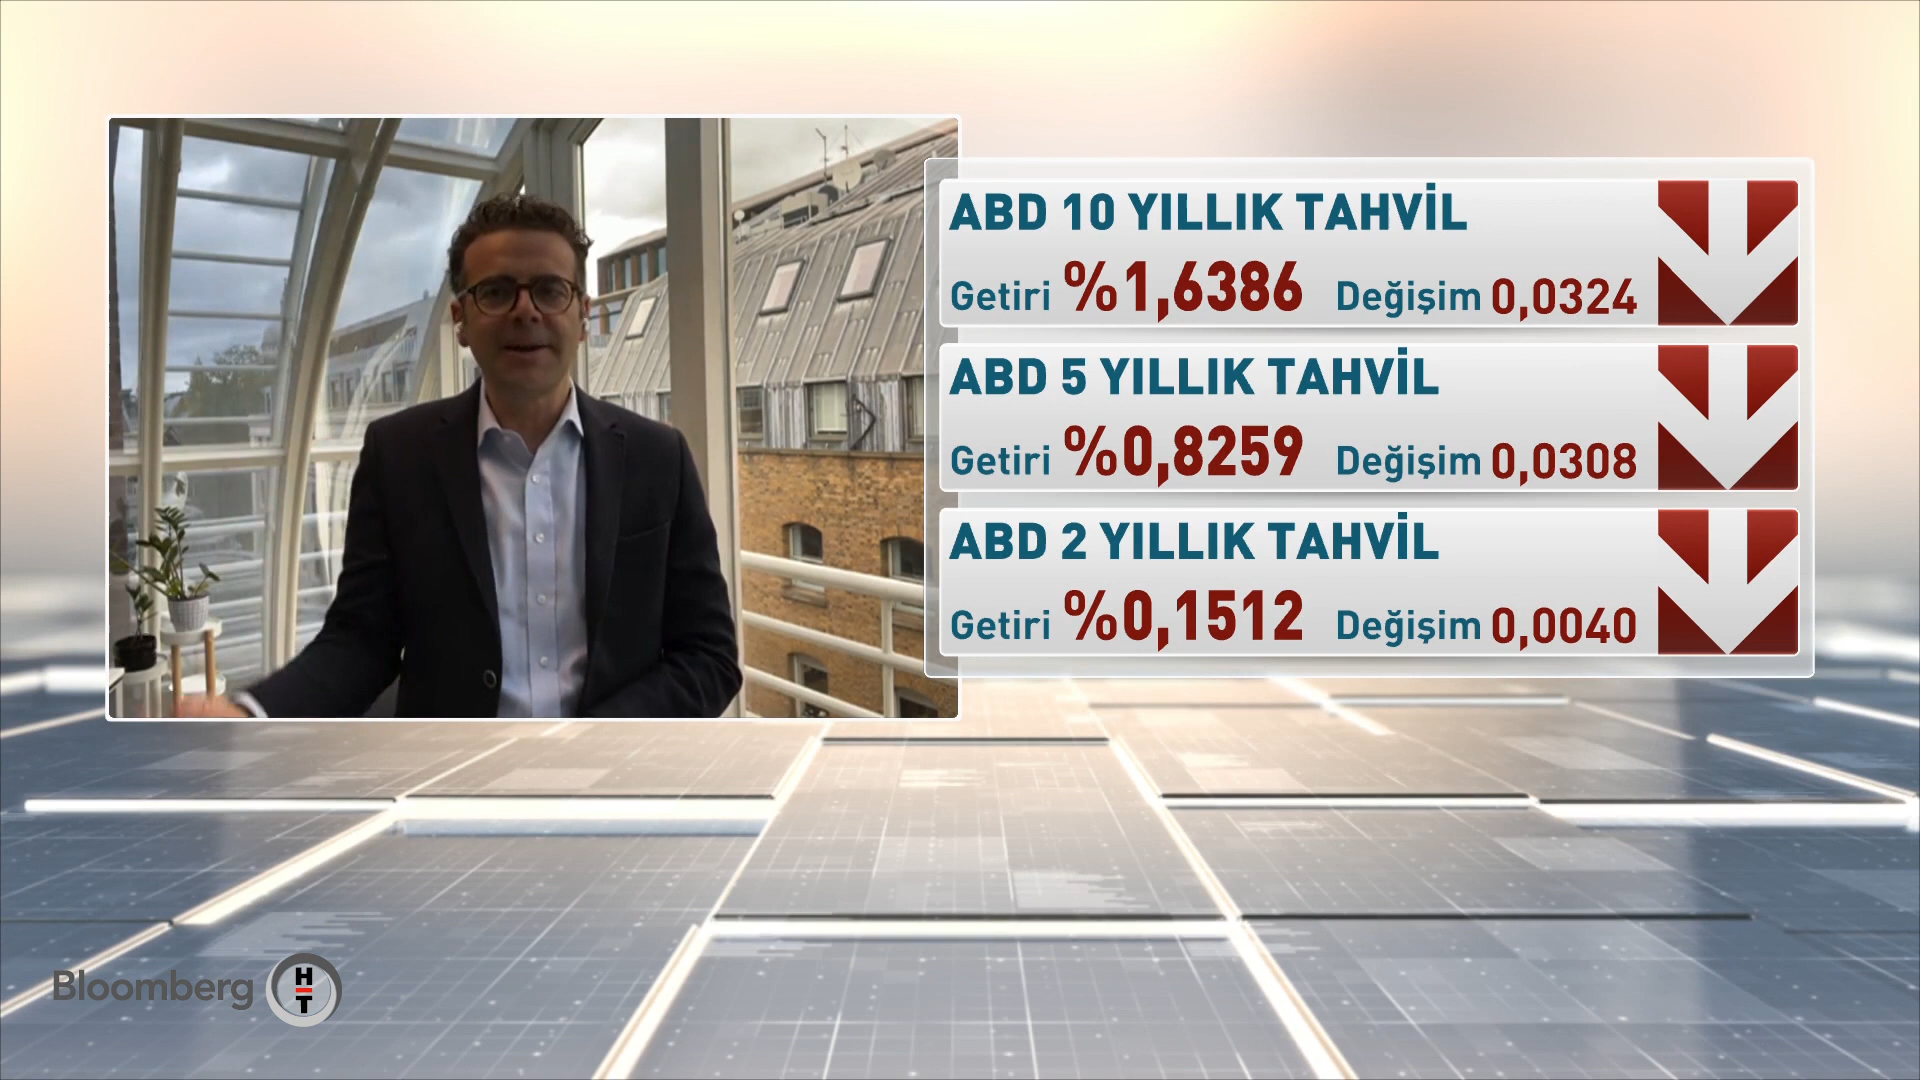 ABD 10 YILLIK TAHVİL
Getiri %1,6386 Değişim 0,0324
ABD 5 YILLIK TAHVİL
Getiri %0,8259 Değişim 0,0308
ABD 2 YILLIK TAHVİL
Getiri %0,1512 Değişim 0,0040
Bloomberg HT